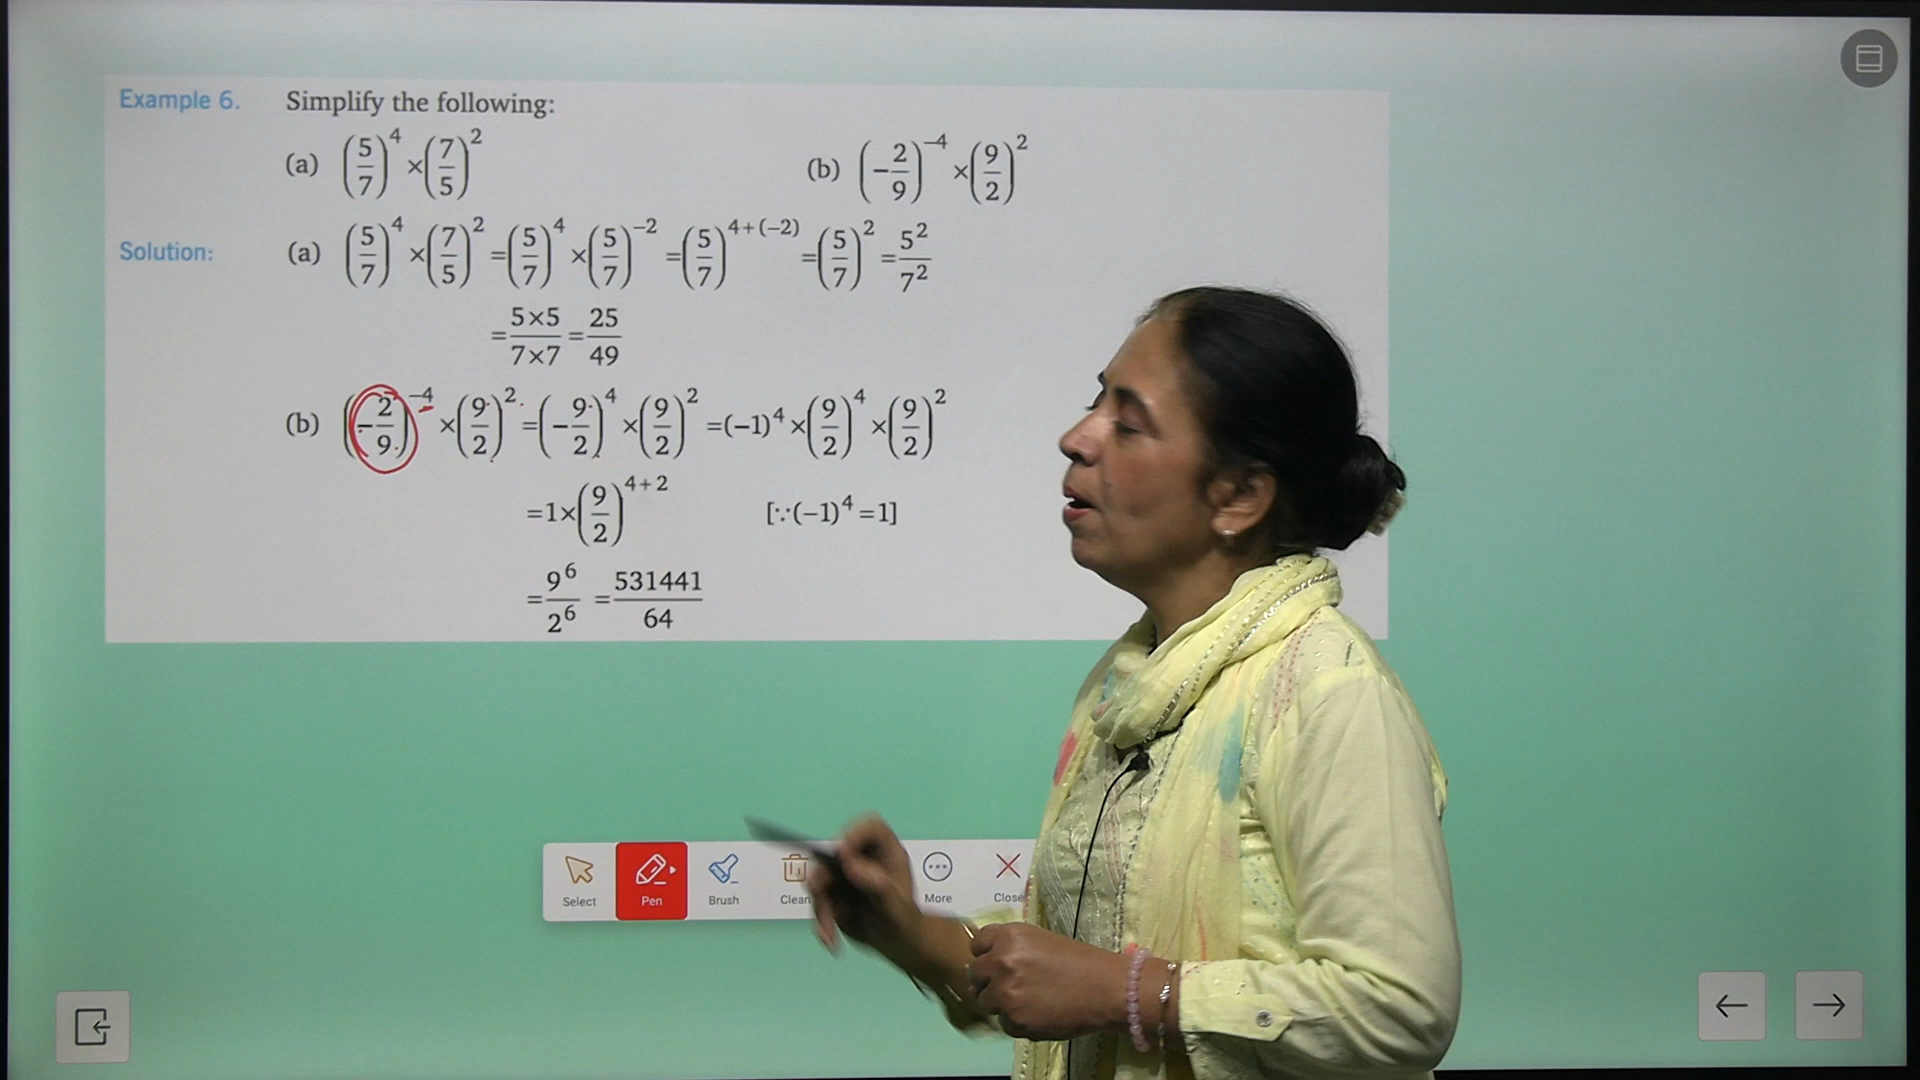 Example 6. Simplify the following:
(a) (5/7)^4 × (7/5)^2 (b) (-2/9)^-4 × (9/2)^2
Solution: (a) (5/7)^4 × (7/5)^2 = (5/7)^4 × (5/7)^-2 = (5/7)^4+(-2) = (5/7)^2 = 5^2/7^2
= 5×5/7×7 = 25/49
(b) (-2/9)^-4 × (9/2)^2 = (-9/2)^4 × (9/2)^2 = (-1)^4 × (9/2)^4 × (9/2)^2
= 1 × (9/2)^4+2 [∵(-1)^4 = 1]
= 9^6/2^6 = 531441/64
Select Pen Brush Clean More Close